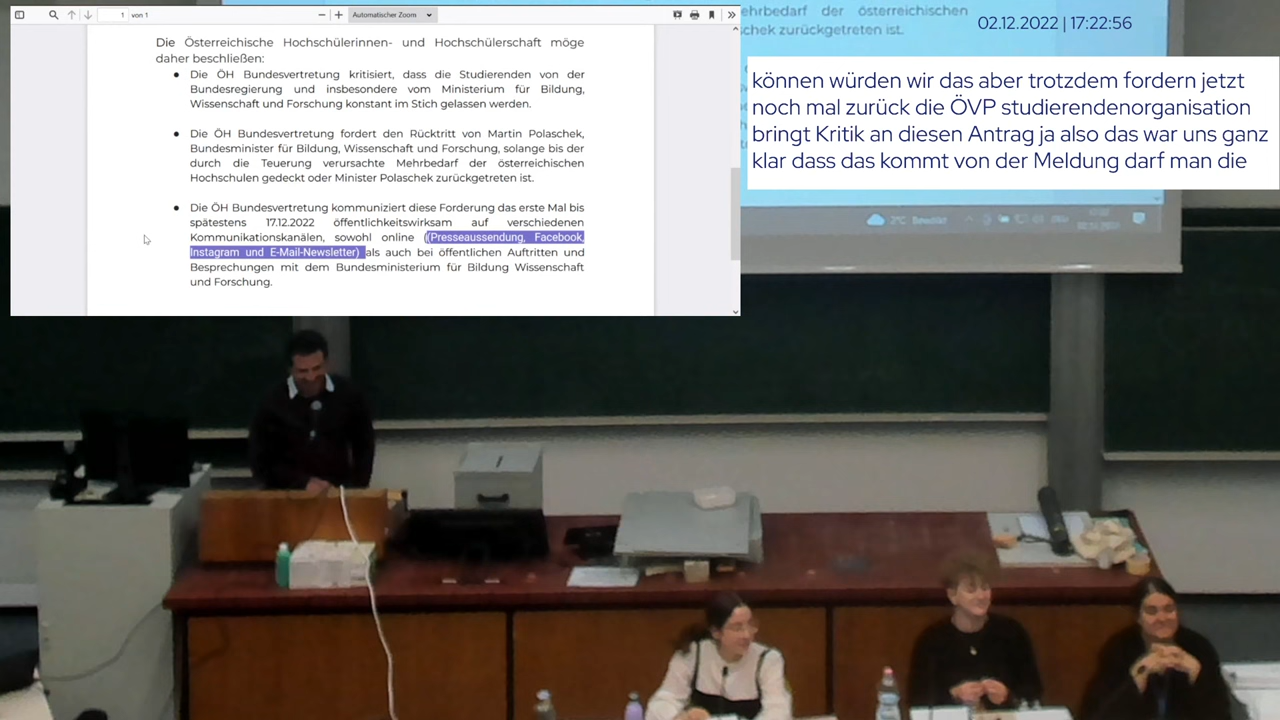 1 von 1
Automatischer Zoom
Die Österreichische Hochschülerinnen- und Hochschülerschaft möge
daher beschließen:
• Die ÖH Bundesvertretung kritisiert, dass die Studierenden von der
Bundesregierung und insbesondere vom Ministerium für Bildung,
Wissenschaft und Forschung konstant im Stich gelassen werden.
• Die ÖH Bundesvertretung fordert den Rücktritt von Martin Polaschek,
Bundesminister für Bildung, Wissenschaft und Forschung, solange bis der
durch die Teuerung verursachte Mehrbedarf der österreichischen
Hochschulen gedeckt oder Minister Polaschek zurückgetreten ist.
• Die ÖH Bundesvertretung kommuniziert diese Forderung das erste Mal bis
spätestens 17.12.2022 öffentlichkeitswirksam auf verschiedenen
Kommunikationskanälen, sowohl online ((Presseaussendung, Facebook,
Instagram und E-Mail-Newsletter) als auch bei öffentlichen Auftritten und
Besprechungen mit dem Bundesministerium für Bildung Wissenschaft
und Forschung.
ehrbedarf der österreichischen
schek zurückgetreten ist.
02.12.2022 | 17:22:56
können würden wir das aber trotzdem fordern jetzt
noch mal zurück die ÖVP studierendenorganisation
bringt Kritik an diesen Antrag ja also das war uns ganz
klar dass das kommt von der Meldung darf man die
2°C Bewölkt